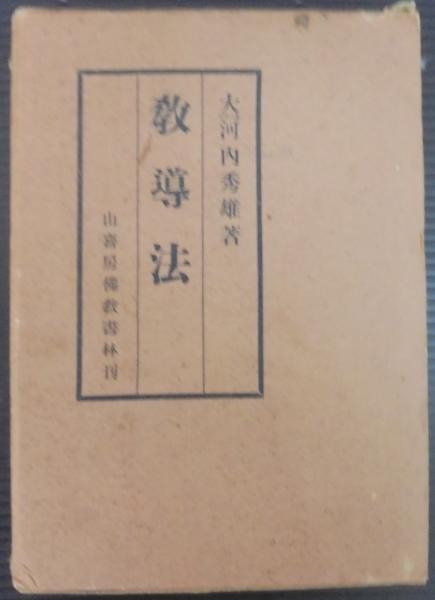 大河内秀雄著
教導法
山喜房佛教書林刊